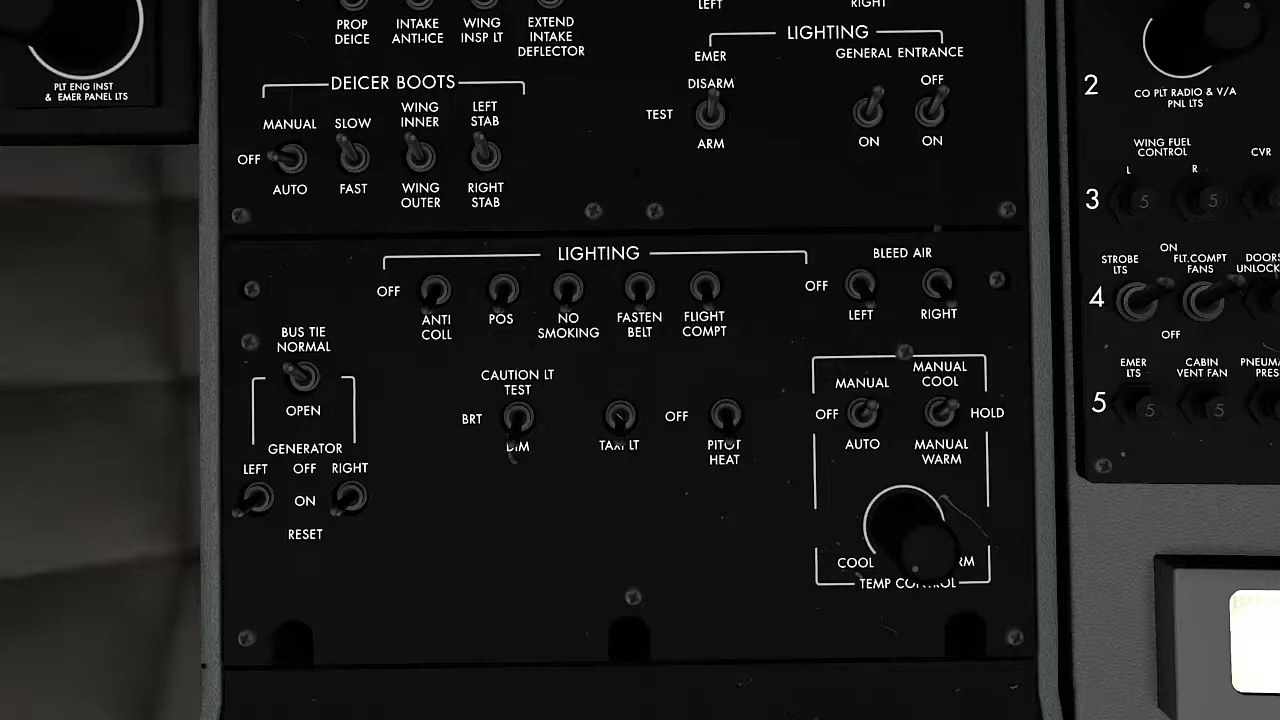 LEFT
RIGHT
PROP
DEICE
INTAKE
ANTI-ICE
WING
INSP LT
EXTEND
INTAKE
DEFLECTOR
LIGHTING
EMER
GENERAL ENTRANCE
DISARM
OFF
TEST
ARM
ON
ON
PLT ENG INST
& EMER PANEL LTS
DEICER BOOTS
MANUAL
SLOW
WING
INNER
LEFT
STAB
OFF
AUTO
FAST
WING
OUTER
RIGHT
STAB
2
CO PLT RADIO & V/A
PNL LTS
WING FUEL
CONTROL
CVR
L
R
3
5
5
ON
STROBE
LTS
FLT.COMPT
FANS
DOORS
UNLOCK
4
OFF
EMER
LTS
CABIN
VENT FAN
5
5
5
LIGHTING
OFF
ANTI
COLL
POS
NO
SMOKING
FASTEN
BELT
FLIGHT
COMPT
BLEED AIR
OFF
LEFT
RIGHT
BUS TIE
NORMAL
OPEN
GENERATOR
LEFT
OFF
RIGHT
ON
RESET
CAUTION LT
TEST
BRT
DIM
TAXI LT
OFF
PITOT
HEAT
MANUAL
MANUAL
COOL
OFF
HOLD
AUTO
MANUAL
WARM
COOL
TEMP CONTROL